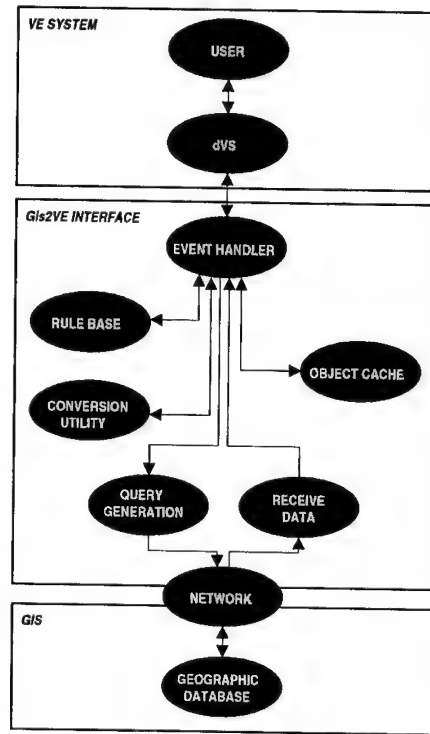 VE SYSTEM
USER
dVS
GIs2VE INTERFACE
EVENT HANDLER
RULE BASE
OBJECT CACHE
CONVERSION
UTILITY
QUERY
GENERATION
RECEIVE
DATA
NETWORK
GIS
GEOGRAPHIC
DATABASE